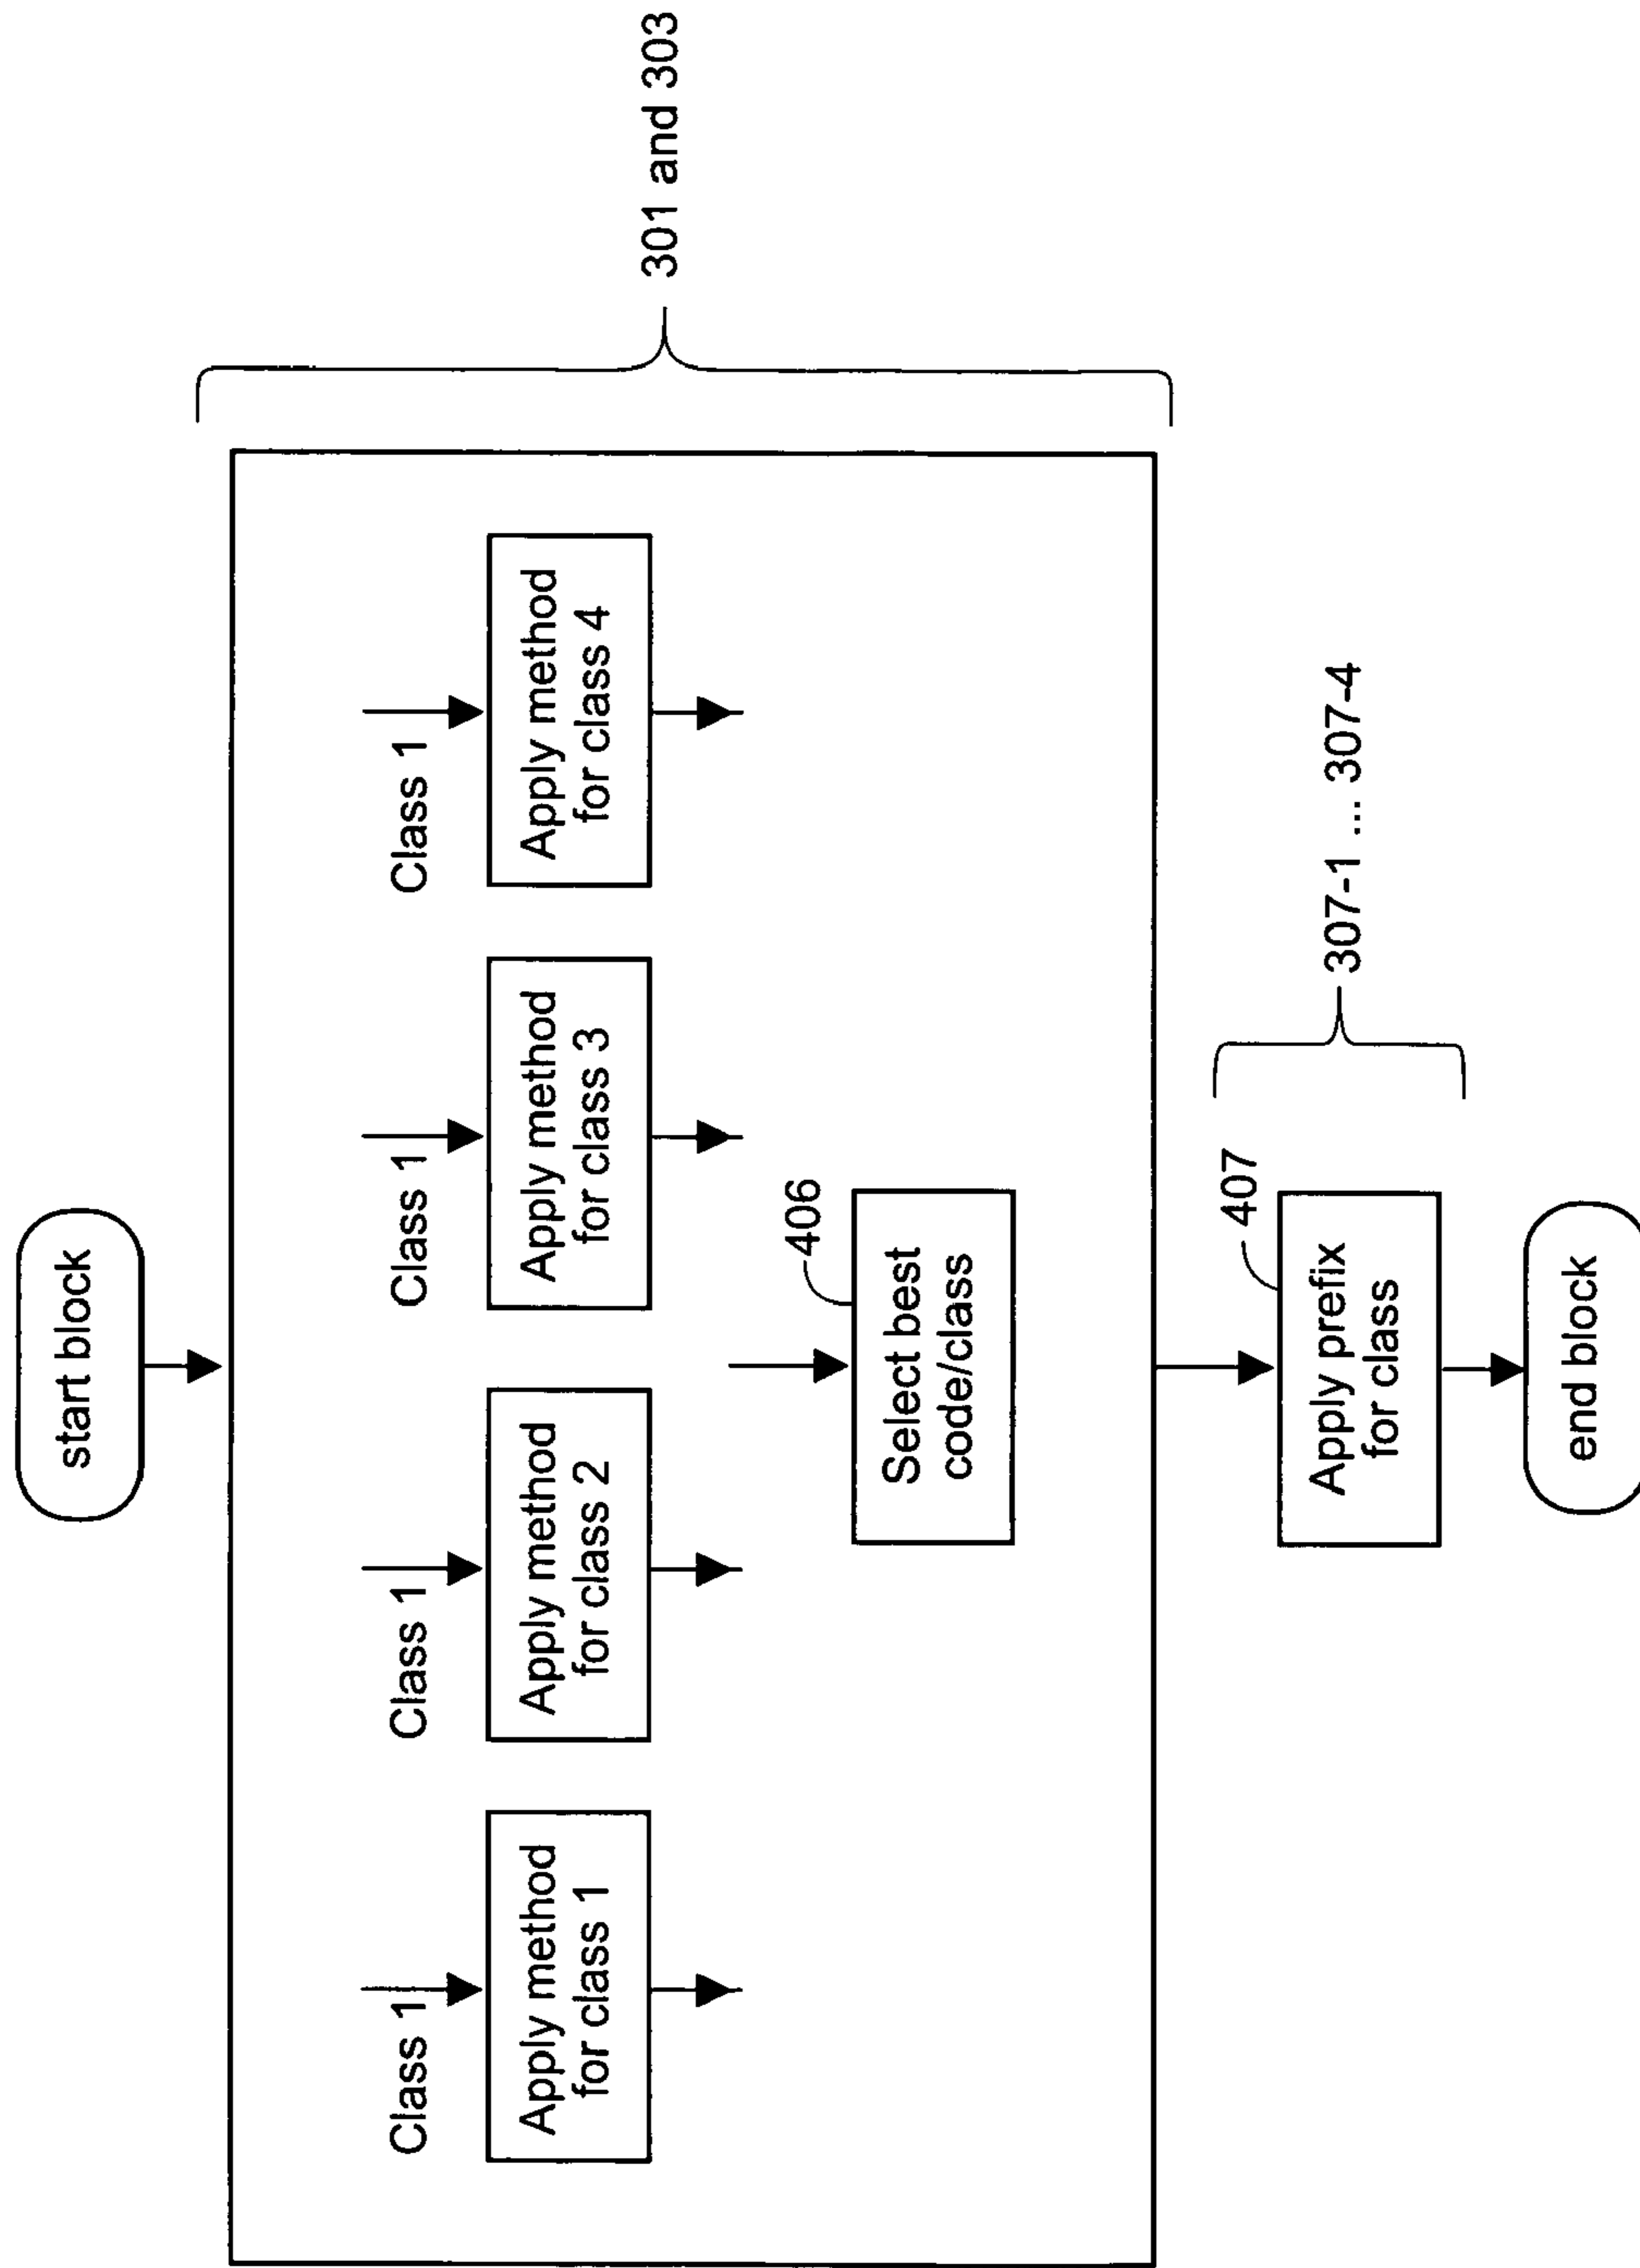 start block
Class 1
Class 1
Class 1
Class 1
Apply method
for class 1
Apply method
for class 2
Apply method
for class 3
Apply method
for class 4
301 and 303
406
Select best
code/class
407
Apply prefix
for class
307-1 ... 307-4
end block